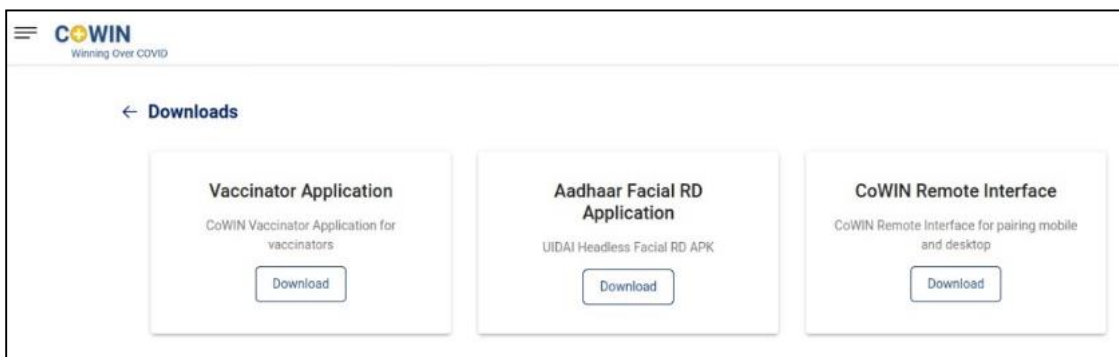 COWIN
Winning Over COVID
← Downloads
Vaccinator Application
CoWIN Vaccinator Application for
vaccinators
Download
Aadhaar Facial RD
Application
UIDAI Headless Facial RD APK
Download
CoWIN Remote Interface
CoWIN Remote Interface for pairing mobile
and desktop
Download